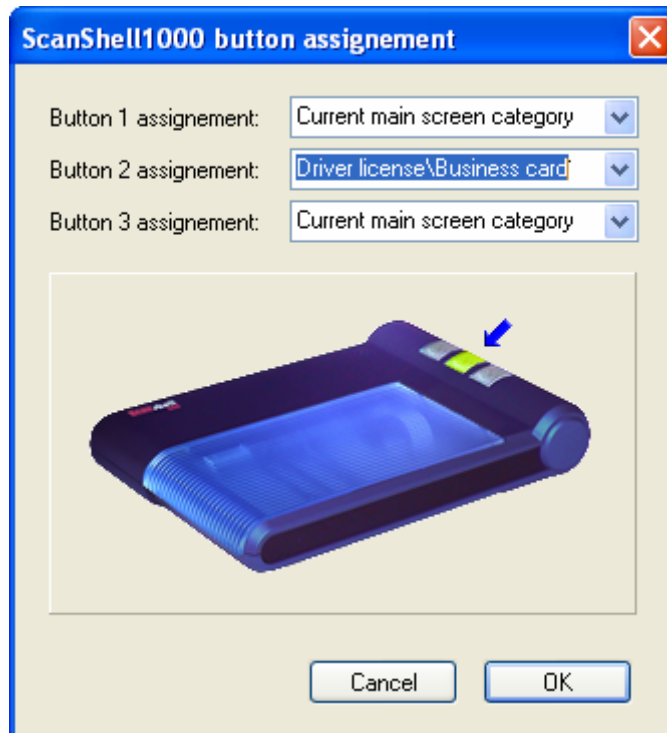 ScanShell1000 button assignement
Button 1 assignement: Current main screen category
Button 2 assignement: Driver license\Business card
Button 3 assignement: Current main screen category
Cancel OK